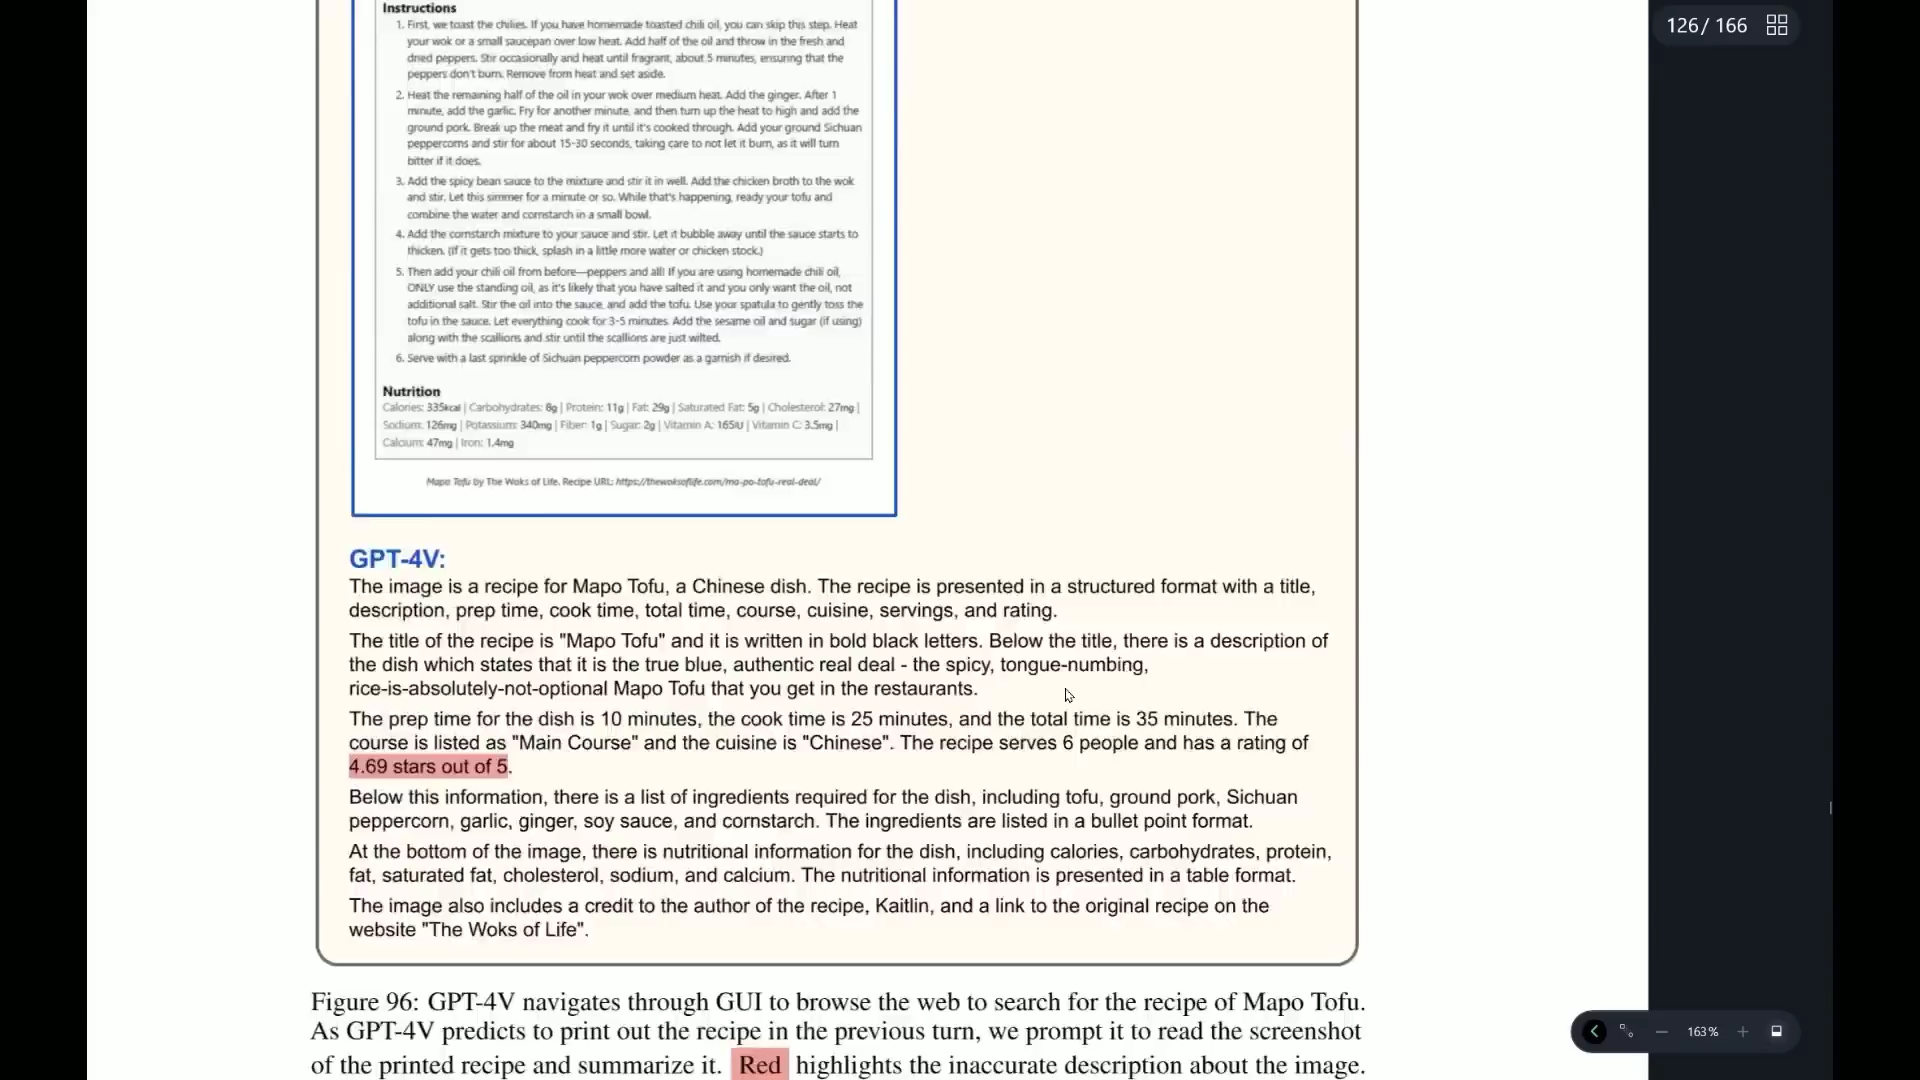 126 / 166
Instructions
1. First, we toast the chilies. If you have homemade toasted chili oil, you can skip this step. Heat
your wok or a small saucepan over low heat. Add half of the oil and throw in the fresh and
dried peppers. Stir occasionally and heat until fragrant, about 5 minutes, ensuring that the
peppers don't burn. Remove from heat and set aside.
2. Heat the remaining half of the oil in your wok over medium heat. Add the ginger. After 1
minute, add the garlic. Fry for another minute, and then turn up the heat to high and add the
ground pork. Break up the meat and fry it until it's cooked through. Add your ground Sichuan
peppercorns and stir for about 15-30 seconds, taking care to not let it burn, as it will turn
bitter if it does.
3. Add the spicy bean sauce to the mixture and stir it in well. Add the chicken broth to the wok
and stir. Let this simmer for a minute or so. While that's happening, ready your tofu and
combine the water and cornstarch in a small bowl.
4. Add the cornstarch mixture to your sauce and stir. Let it bubble away until the sauce starts to
thicken. (If it gets too thick, splash in a little more water or chicken stock.)
5. Then add your chili oil from before—peppers and all! If you are using homemade chili oil,
ONLY use the standing oil, as it's likely that you have salted it and you only want the oil, not
additional salt. Stir the oil into the sauce, and add the tofu. Use your spatula to gently toss the
tofu in the sauce. Let everything cook for 3-5 minutes. Add the sesame oil and sugar (if using)
along with the scallions and stir until the scallions are just wilted.
6. Serve with a last sprinkle of Sichuan peppercorn powder as a garnish if desired.
Nutrition
Calories: 335kcal | Carbohydrates: 8g | Protein: 11g | Fat: 29g | Saturated Fat: 5g | Cholesterol: 27mg |
Sodium: 126mg | Potassium: 340mg | Fiber: 1g | Sugar: 2g | Vitamin A: 165IU | Vitamin C: 3.5mg |
Calcium: 47mg | Iron: 1.4mg
Mapo Tofu by The Woks of Life. Recipe URL: https://thewoksoflife.com/ma-po-tofu-real-deal/
GPT-4V:
The image is a recipe for Mapo Tofu, a Chinese dish. The recipe is presented in a structured format with a title,
description, prep time, cook time, total time, course, cuisine, servings, and rating.
The title of the recipe is "Mapo Tofu" and it is written in bold black letters. Below the title, there is a description of
the dish which states that it is the true blue, authentic real deal - the spicy, tongue-numbing,
rice-is-absolutely-not-optional Mapo Tofu that you get in the restaurants.
The prep time for the dish is 10 minutes, the cook time is 25 minutes, and the total time is 35 minutes. The
course is listed as "Main Course" and the cuisine is "Chinese". The recipe serves 6 people and has a rating of
4.69 stars out of 5.
Below this information, there is a list of ingredients required for the dish, including tofu, ground pork, Sichuan
peppercorn, garlic, ginger, soy sauce, and cornstarch. The ingredients are listed in a bullet point format.
At the bottom of the image, there is nutritional information for the dish, including calories, carbohydrates, protein,
fat, saturated fat, cholesterol, sodium, and calcium. The nutritional information is presented in a table format.
The image also includes a credit to the author of the recipe, Kaitlin, and a link to the original recipe on the
website "The Woks of Life".
Figure 96: GPT-4V navigates through GUI to browse the web to search for the recipe of Mapo Tofu.
As GPT-4V predicts to print out the recipe in the previous turn, we prompt it to read the screenshot
of the printed recipe and summarize it. Red highlights the inaccurate description about the image.
163%